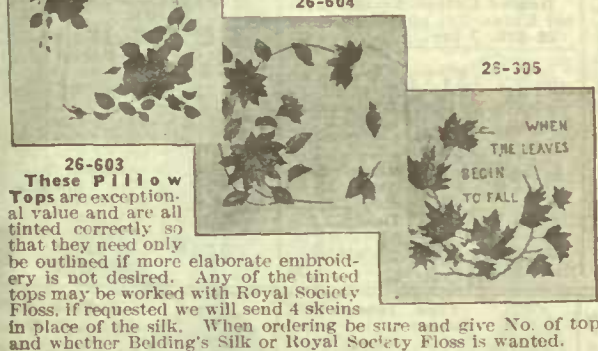 26-604
26-305
WHEN
THE LEAVES
BEGIN
TO FALL
26-603
These Pillow
Tops are exception-
al value and are all
tinted correctly so
that they need only
be outlined if more elaborate embroid-
ery is not desired. Any of the tinted
tops may be worked with Royal Society
Floss, if requested we will send 4 skeins
in place of the silk. When ordering be sure and give No. of top
and whether Belding's Silk or Royal Society Floss is wanted.